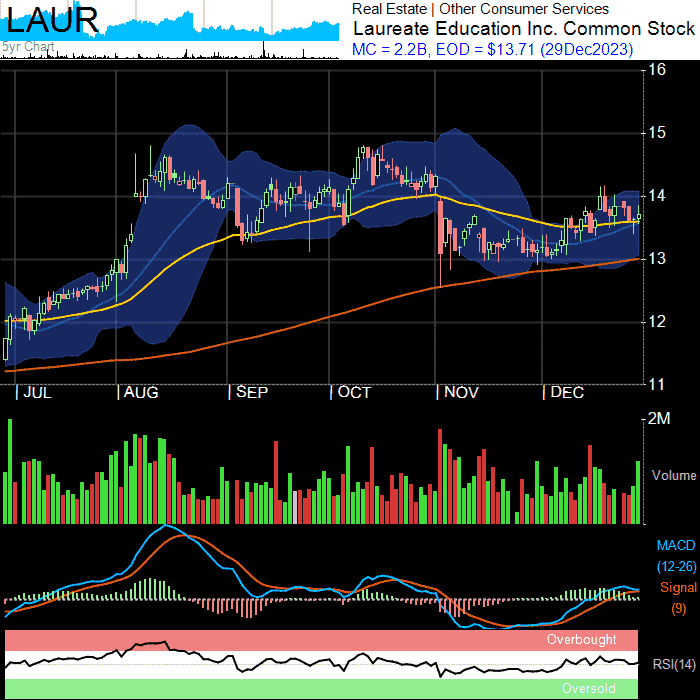 LAUR
5yr Chart
Real Estate | Other Consumer Services
Laureate Education Inc. Common Stock
MC = 2.2B, EOD = $13.71 (29Dec2023)
16
15
14
13
12
11
| JUL | AUG | SEP | OCT | NOV | DEC
2M
Volume
MACD
(12-26)
Signal
(9)
Overbought
RSI(14)
Oversold